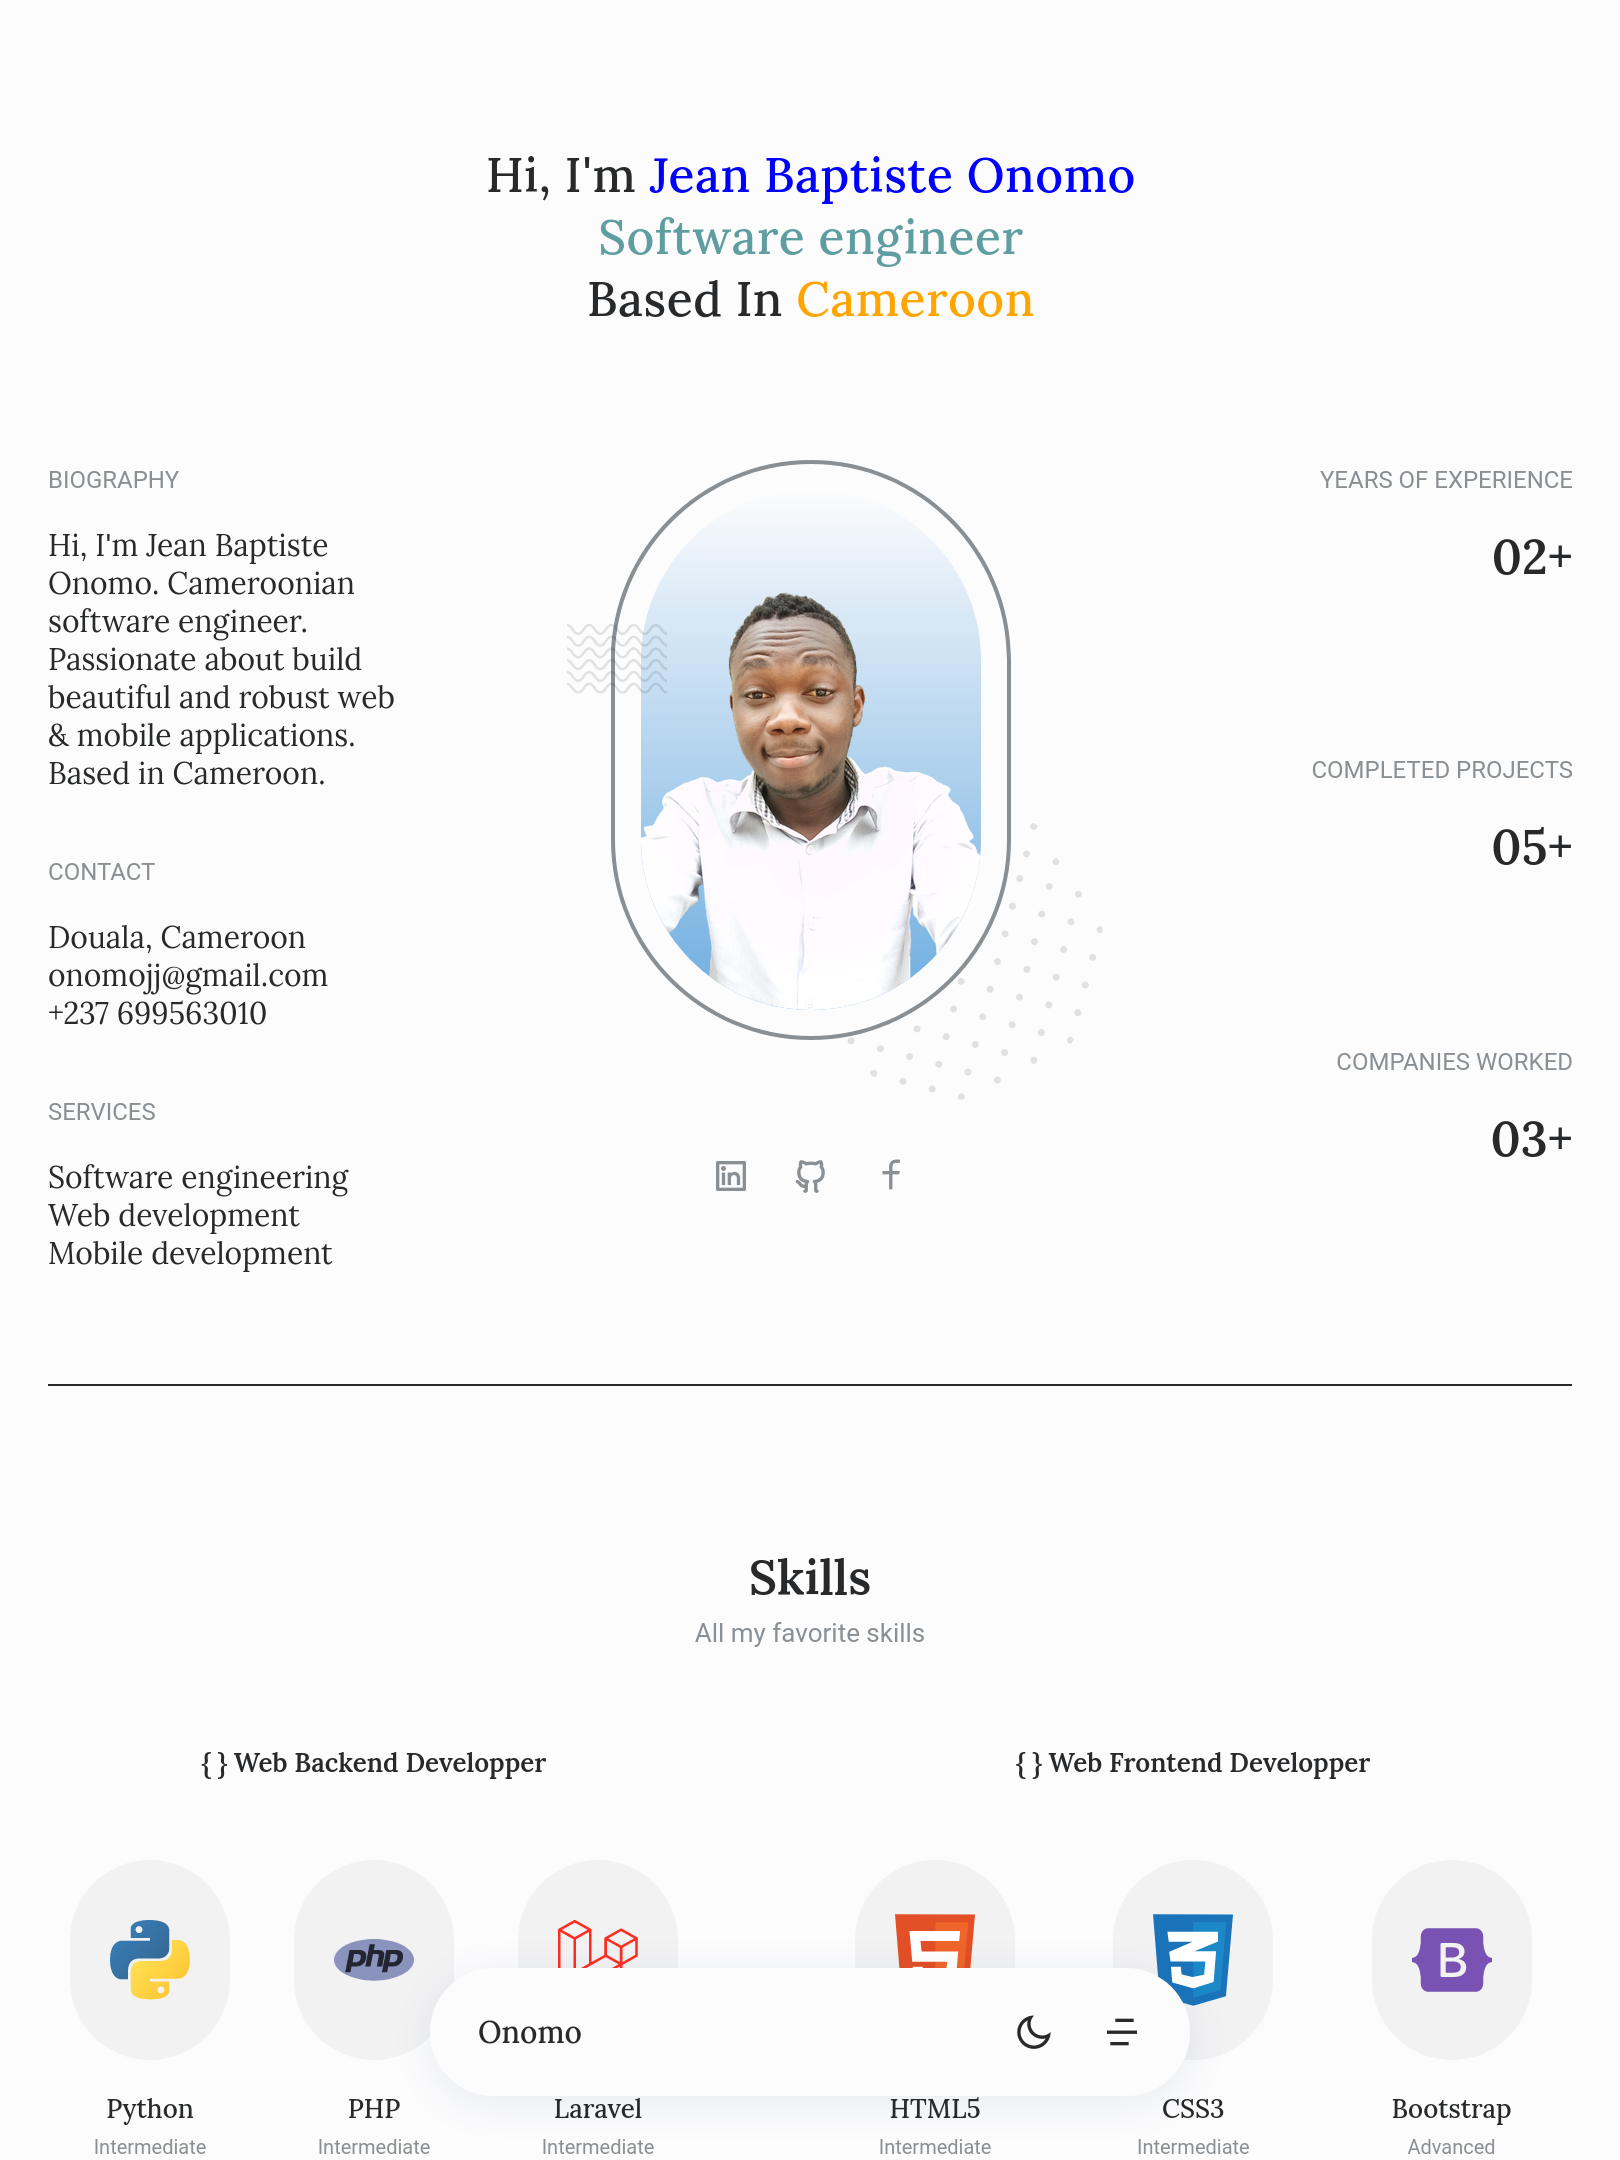 Hi, I'm Jean Baptiste Onomo
Software engineer
Based In Cameroon
BIOGRAPHY
Hi, I'm Jean Baptiste
Onomo. Cameroonian
software engineer.
Passionate about build
beautiful and robust web
& mobile applications.
Based in Cameroon.
CONTACT
Douala, Cameroon
onomojj@gmail.com
+237 699563010
SERVICES
Software engineering
Web development
Mobile development
in
f
YEARS OF EXPERIENCE
02+
COMPLETED PROJECTS
05+
COMPANIES WORKED
03+
Skills
All my favorite skills
{ } Web Backend Developper
php
Python
Intermediate
PHP
Intermediate
Laravel
Intermediate
{ } Web Frontend Developper
5
3
B
HTML5
Intermediate
CSS3
Intermediate
Bootstrap
Advanced
Onomo